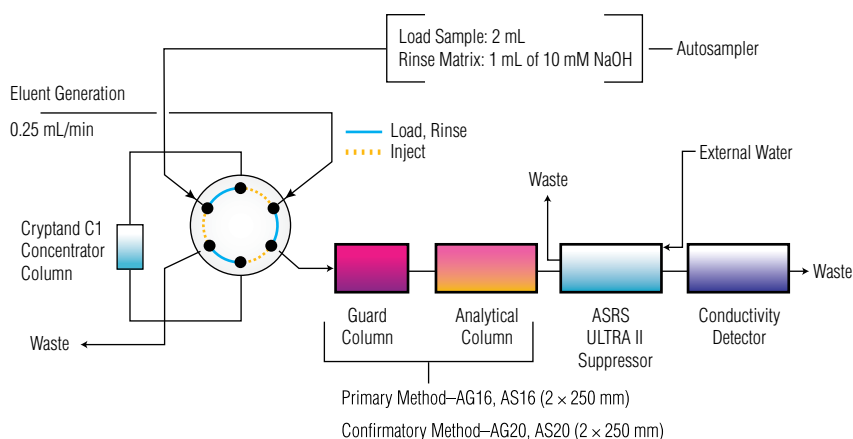 Load Sample: 2 mL
Rinse Matrix: 1 mL of 10 mM NaOH
Autosampler
Eluent Generation
0.25 mL/min
Load, Rinse
Inject
External Water
Waste
Cryptand C1
Concentrator
Column
Waste
Waste
Guard
Column
Analytical
Column
ASRS
ULTRA II
Suppressor
Conductivity
Detector
Primary Method–AG16, AS16 (2 × 250 mm)
Confirmatory Method–AG20, AS20 (2 × 250 mm)